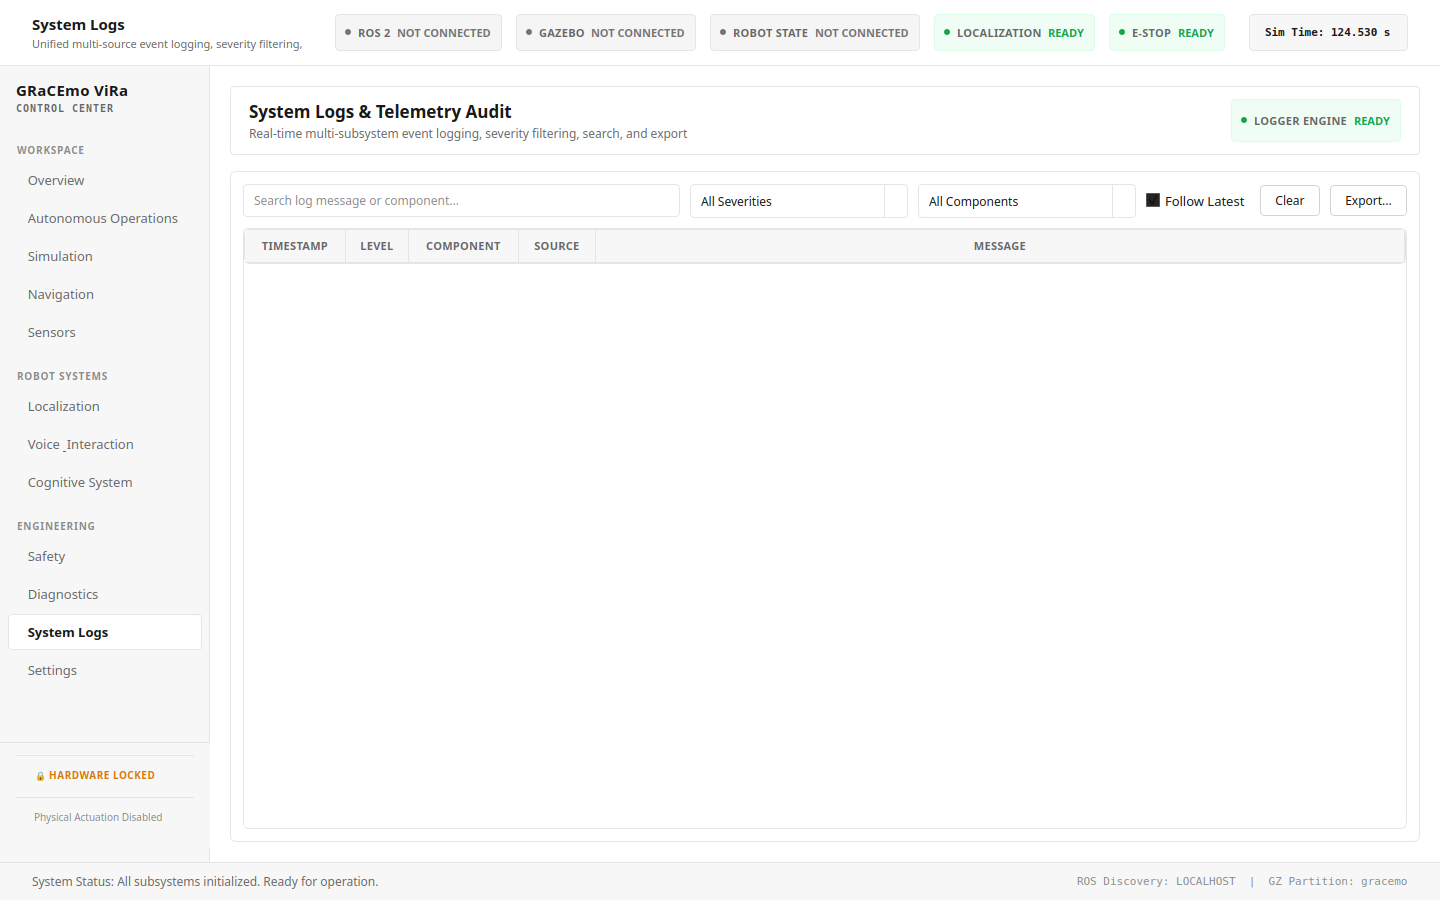 System Logs
Unified multi-source event logging, severity filtering,
ROS 2 NOT CONNECTED
GAZEBO NOT CONNECTED
ROBOT STATE NOT CONNECTED
LOCALIZATION READY
E-STOP READY
Sim Time: 124.530 s
GRaCEmo ViRa
CONTROL CENTER
WORKSPACE
Overview
Autonomous Operations
Simulation
Navigation
Sensors
ROBOT SYSTEMS
Localization
Voice _Interaction
Cognitive System
ENGINEERING
Safety
Diagnostics
System Logs
Settings
🔒 HARDWARE LOCKED
Physical Actuation Disabled
System Logs & Telemetry Audit
Real-time multi-subsystem event logging, severity filtering, search, and export
LOGGER ENGINE READY
Search log message or component...
All Severities
All Components
Follow Latest
Clear
Export...
TIMESTAMP LEVEL COMPONENT SOURCE MESSAGE
System Status: All subsystems initialized. Ready for operation.
ROS Discovery: LOCALHOST | GZ Partition: gracemo